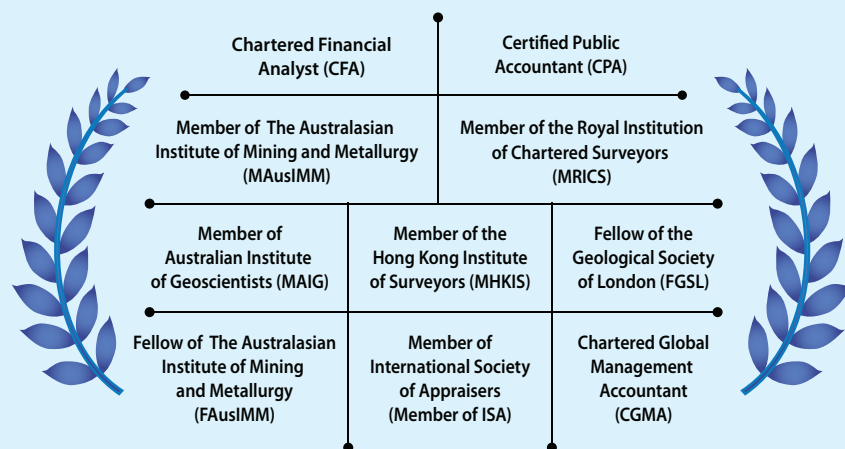 Chartered Financial
Analyst (CFA)
Certified Public
Accountant (CPA)
Member of The Australasian
Institute of Mining and Metallurgy
(MAusIMM)
Member of the Royal Institution
of Chartered Surveyors
(MRICS)
Member of
Australian Institute
of Geoscientists (MAIG)
Member of the
Hong Kong Institute
of Surveyors (MHKIS)
Fellow of the
Geological Society
of London (FGSL)
Fellow of The Australasian
Institute of Mining
and Metallurgy
(FAusIMM)
Member of
International Society
of Appraisers
(Member of ISA)
Chartered Global
Management
Accountant
(CGMA)